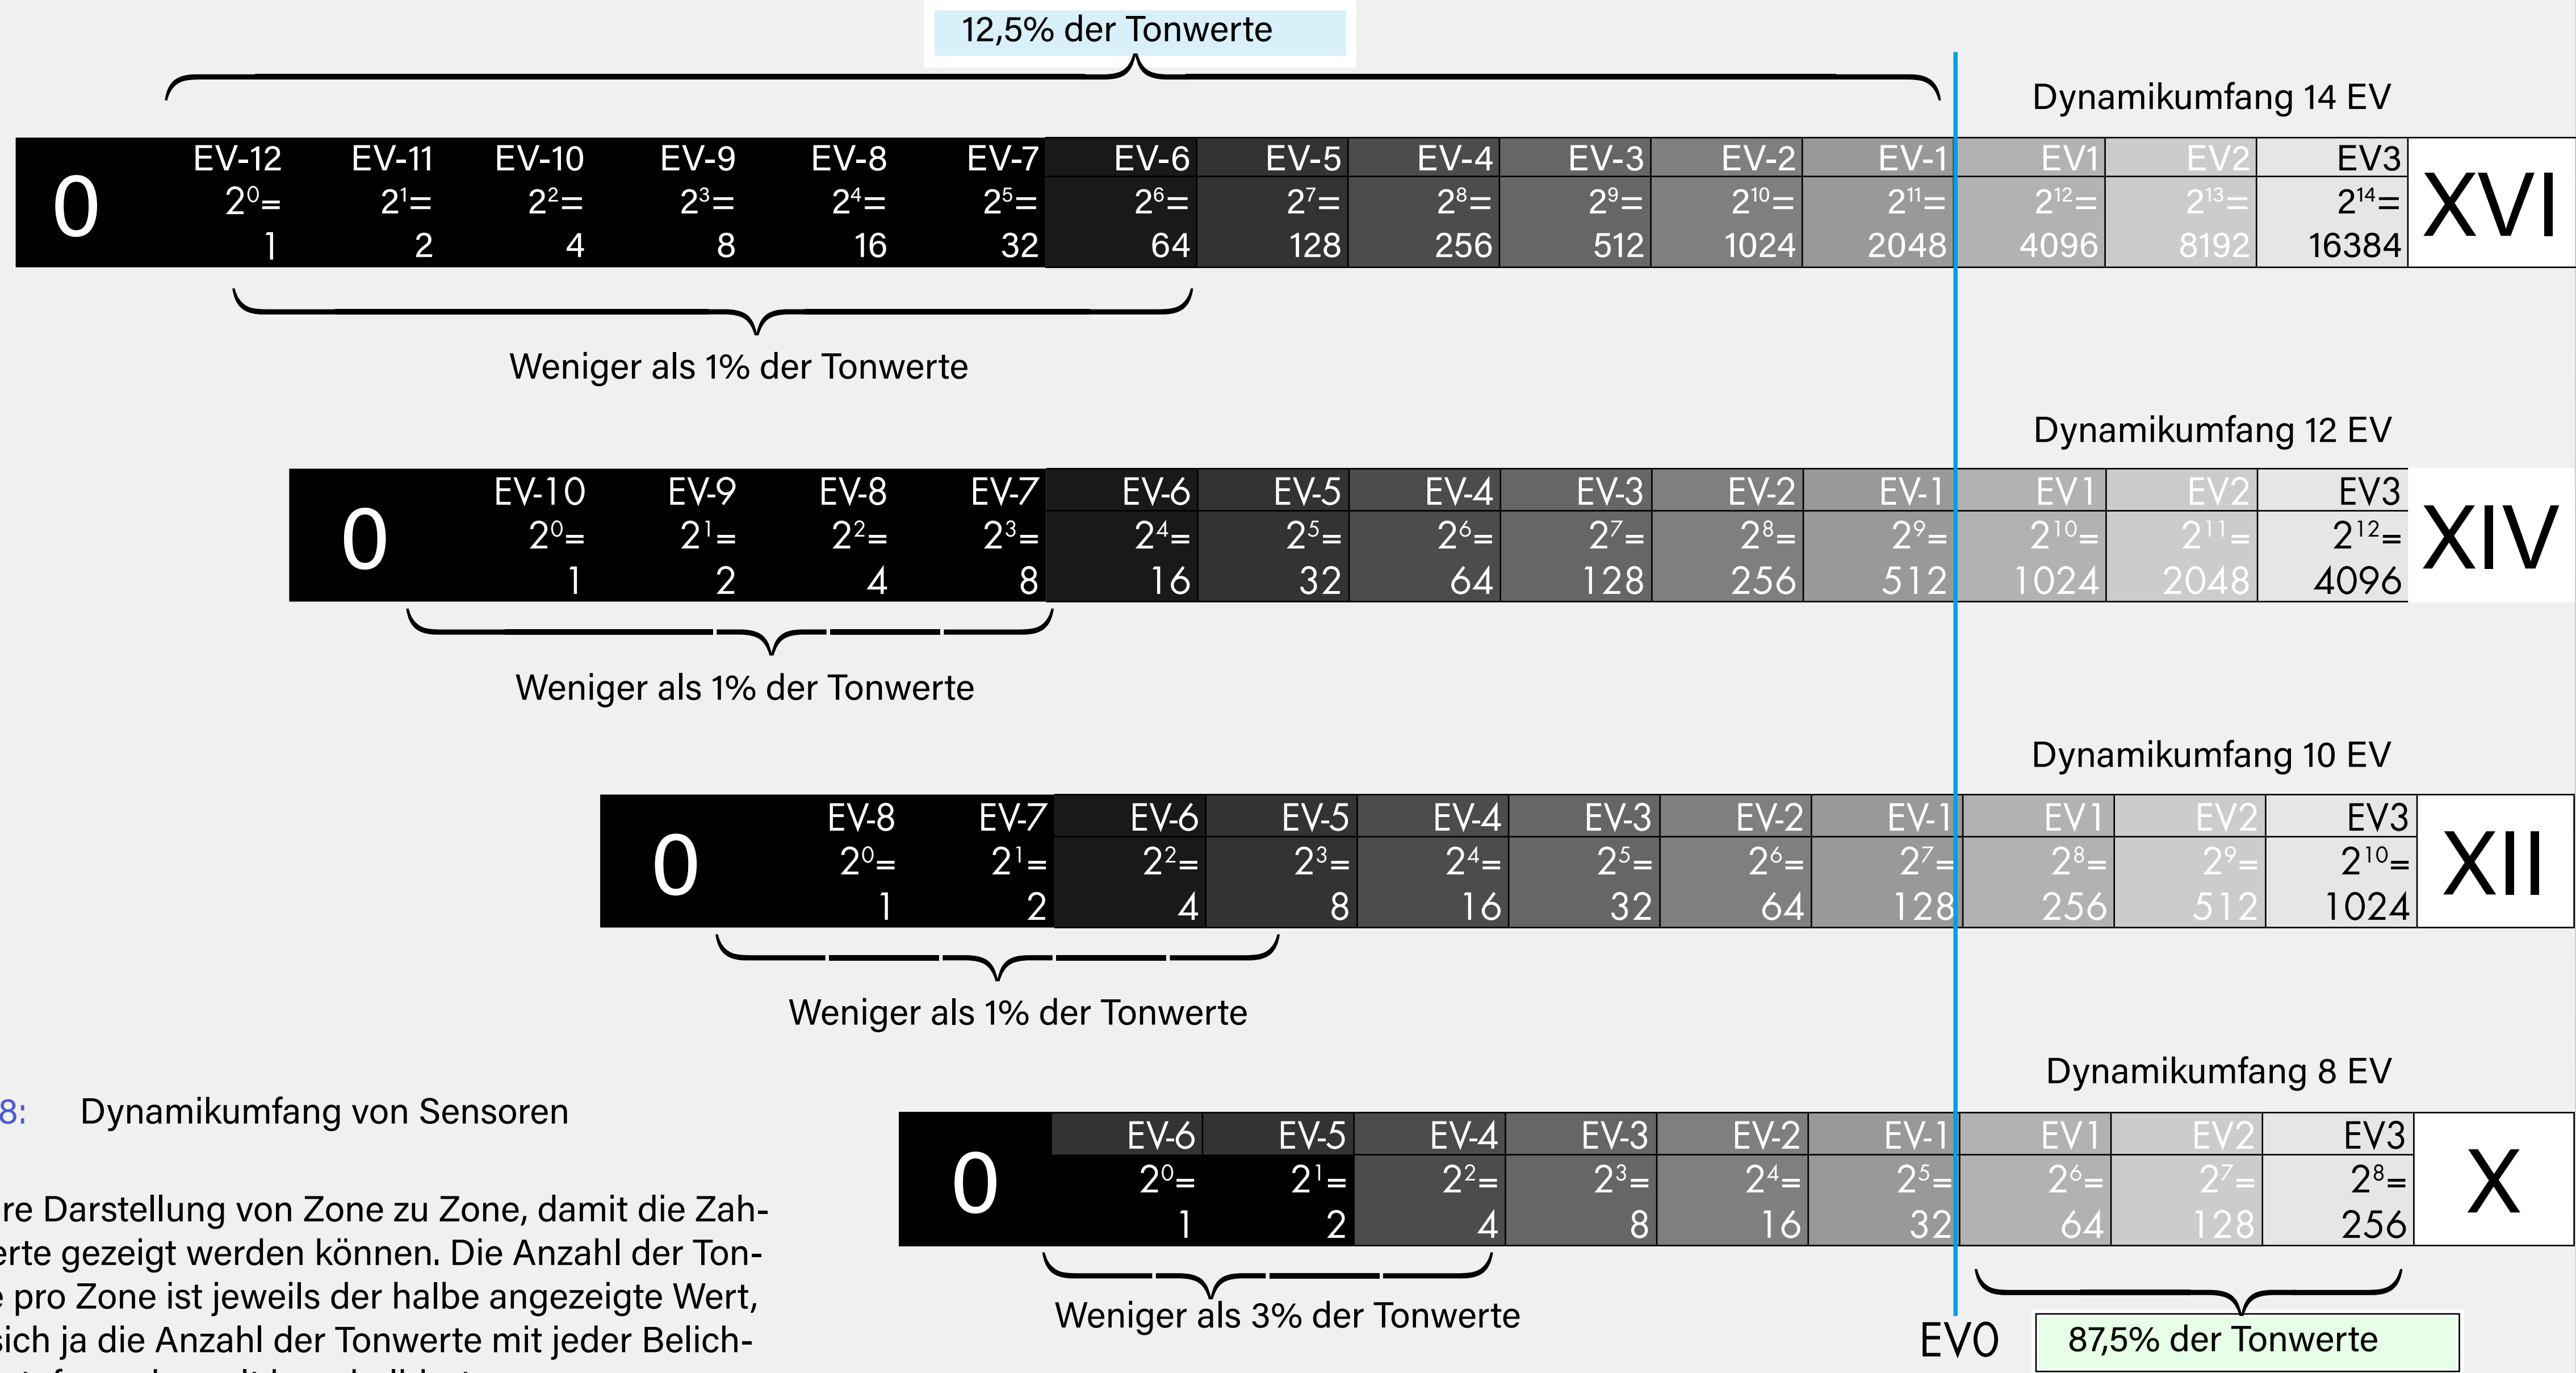 12,5% der Tonwerte
Dynamikumfang 14 EV
EV-12 EV-11 EV-10 EV-9 EV-8 EV-7 EV-6 EV-5 EV-4 EV-3 EV-2 EV-1 EV1 EV2 EV3
0 2⁰= 2¹= 2²= 2³= 2⁴= 2⁵= 2⁶= 2⁷= 2⁸= 2⁹= 2¹⁰= 2¹¹= 2¹²= 2¹³= 2¹⁴= XVI
1 2 4 8 16 32 64 128 256 512 1024 2048 4096 8192 16384
Weniger als 1% der Tonwerte
Dynamikumfang 12 EV
EV-10 EV-9 EV-8 EV-7 EV-6 EV-5 EV-4 EV-3 EV-2 EV-1 EV1 EV2 EV3
0 2⁰= 2¹= 2²= 2³= 2⁴= 2⁵= 2⁶= 2⁷= 2⁸= 2⁹= 2¹⁰= 2¹¹= 2¹²= XIV
1 2 4 8 16 32 64 128 256 512 1024 2048 4096
Weniger als 1% der Tonwerte
Dynamikumfang 10 EV
EV-8 EV-7 EV-6 EV-5 EV-4 EV-3 EV-2 EV-1 EV1 EV2 EV3
0 2⁰= 2¹= 2²= 2³= 2⁴= 2⁵= 2⁶= 2⁷= 2⁸= 2⁹= 2¹⁰= XII
1 2 4 8 16 32 64 128 256 512 1024
Weniger als 1% der Tonwerte
Dynamikumfang 8 EV
EV-6 EV-5 EV-4 EV-3 EV-2 EV-1 EV1 EV2 EV3
0 2⁰= 2¹= 2²= 2³= 2⁴= 2⁵= 2⁶= 2⁷= 2⁸= X
1 2 4 8 16 32 64 128 256
Weniger als 3% der Tonwerte
EV0
87,5% der Tonwerte
8: Dynamikumfang von Sensoren
re Darstellung von Zone zu Zone, damit die Zah-
erte gezeigt werden können. Die Anzahl der Ton-
e pro Zone ist jeweils der halbe angezeigte Wert,
sich ja die Anzahl der Tonwerte mit jeder Belich-